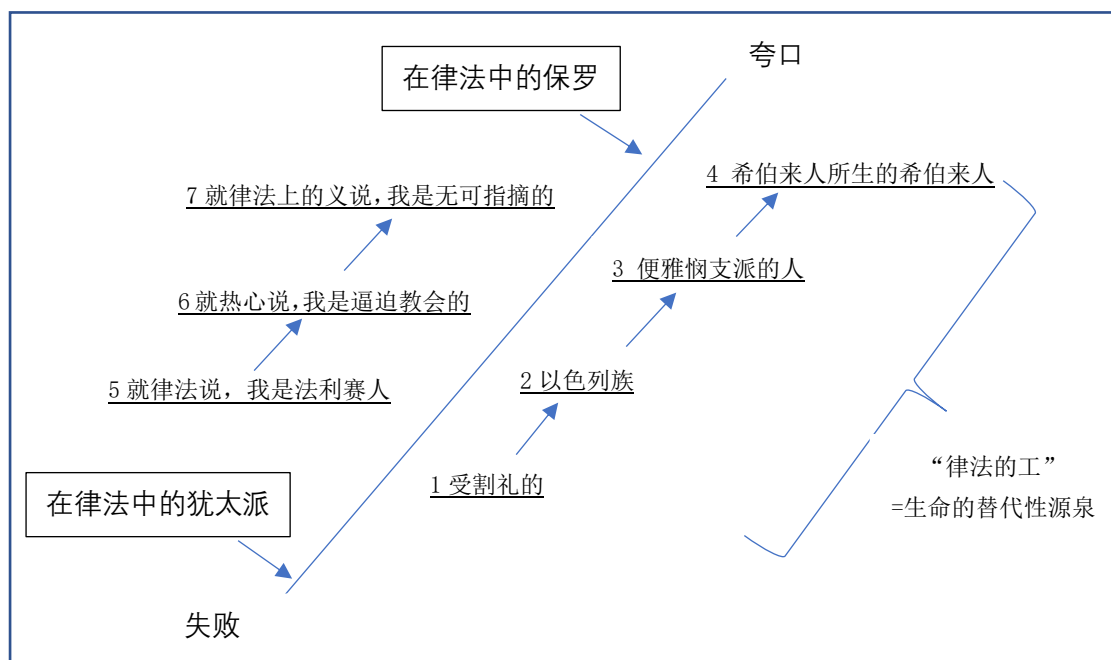 夸口
在律法中的保罗
4 希伯来人所生的希伯来人
7 就律法上的义说,我是无可指摘的
3 便雅悯支派的人
6 就热心说,我是逼迫教会的
5 就律法说，我是法利赛人
2 以色列族
“律法的工”
=生命的替代性源泉
1 受割礼的
在律法中的犹太派
失败